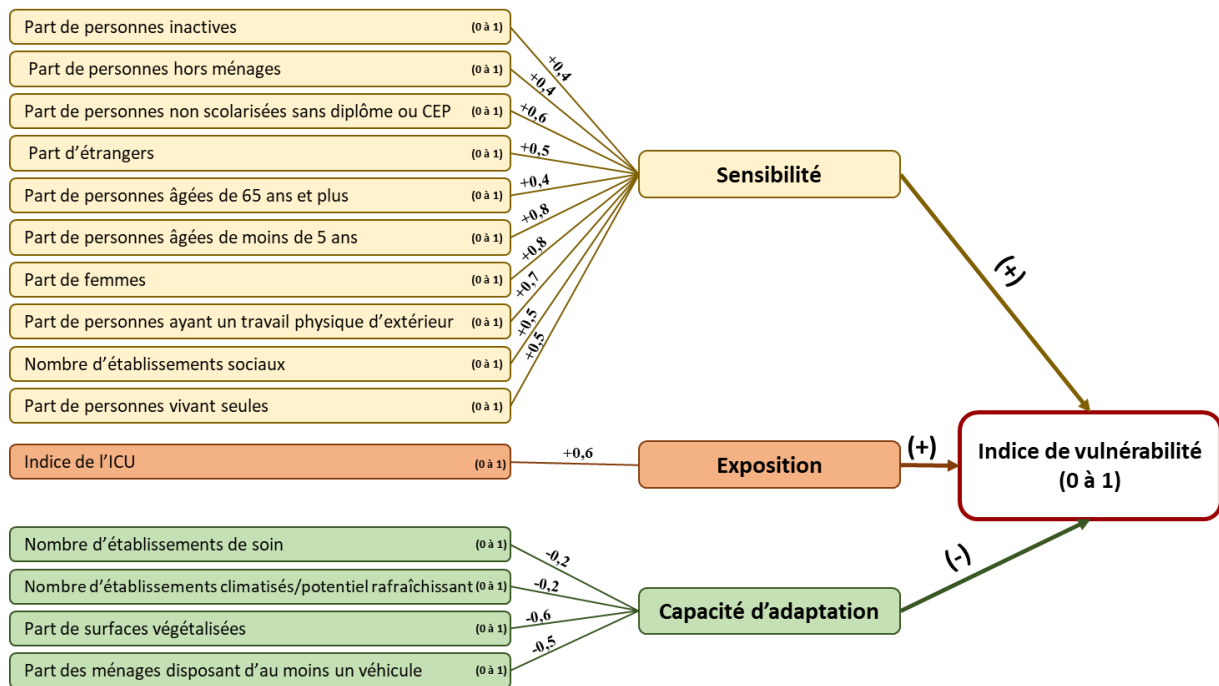 Part de personnes inactives (0 à 1)
+0,4
Part de personnes hors ménages (0 à 1)
+0,4
Part de personnes non scolarisées sans diplôme ou CEP (0 à 1)
+0,6
Part d’étrangers (0 à 1)
+0,5
Part de personnes âgées de 65 ans et plus (0 à 1)
+0,4
Part de personnes âgées de moins de 5 ans (0 à 1)
+0,8
Part de femmes (0 à 1)
+0,8
Part de personnes ayant un travail physique d’extérieur (0 à 1)
+0,7
Nombre d’établissements sociaux (0 à 1)
+0,5
Part de personnes vivant seules (0 à 1)
+0,5
Sensibilité
(+)
Indice de l’ICU (0 à 1)
+0,6
Exposition
(+)
Indice de vulnérabilité
(0 à 1)
Nombre d’établissements de soin (0 à 1)
-0,2
Nombre d’établissements climatisés/potentiel rafraîchissant (0 à 1)
-0,2
Part de surfaces végétalisées (0 à 1)
-0,6
Part des ménages disposant d’au moins un véhicule (0 à 1)
-0,5
Capacité d’adaptation
(-)